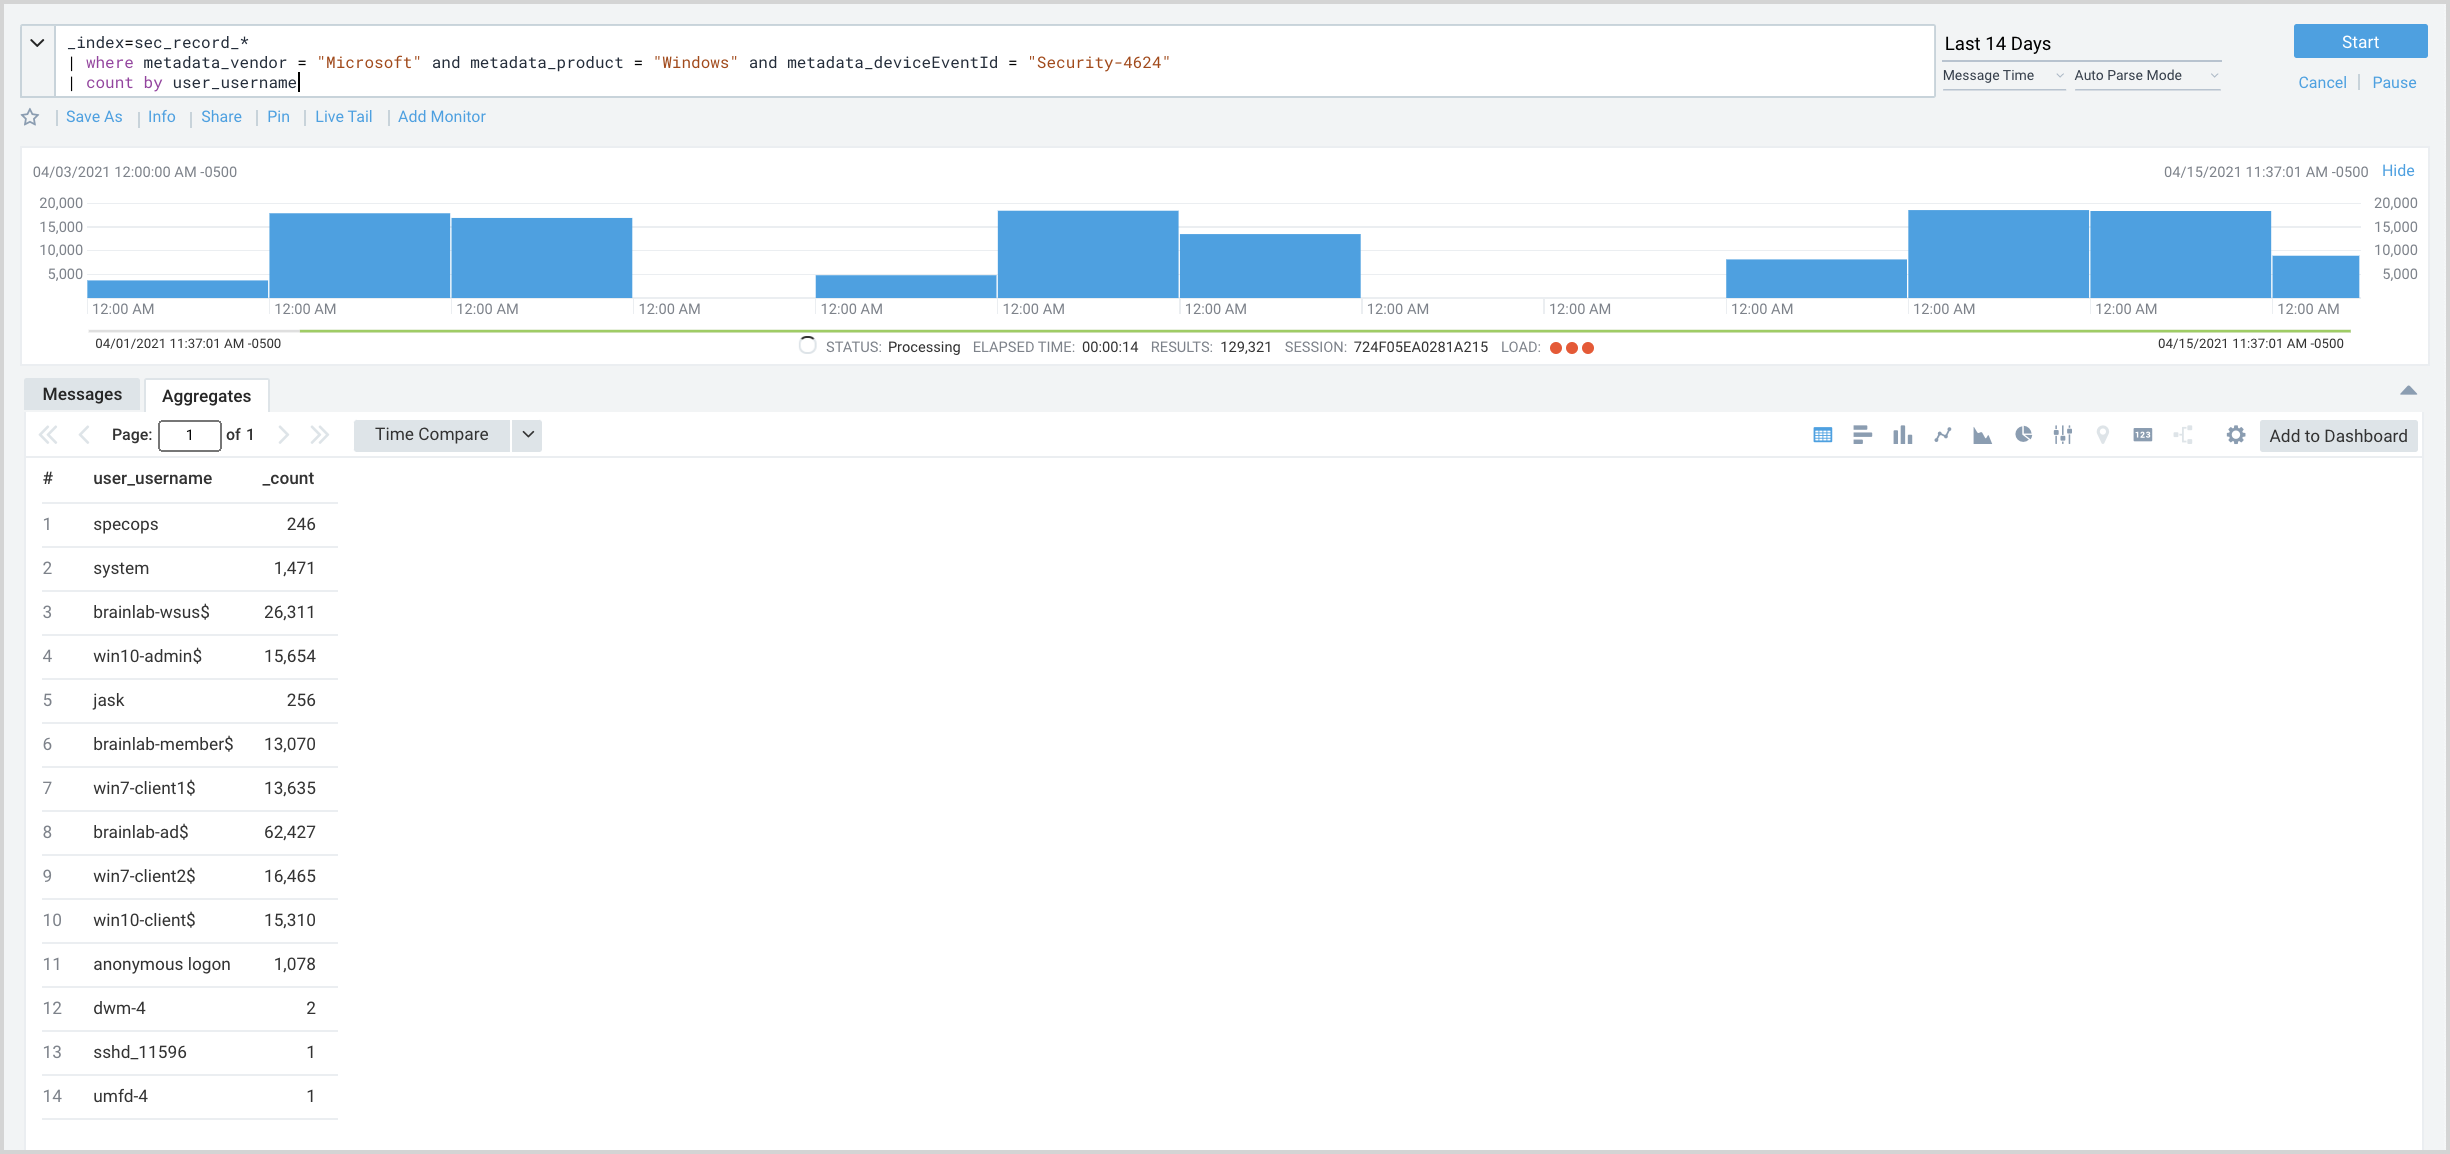 _index=sec_record_*
| where metadata_vendor = "Microsoft" and metadata_product = "Windows" and metadata_deviceEventId = "Security-4624"
| count by user_username
Last 14 Days
Start
Message Time
Auto Parse Mode
Cancel | Pause
| Save As | Info | Share | Pin | Live Tail | Add Monitor
04/03/2021 12:00:00 AM -0500
04/15/2021 11:37:01 AM -0500 Hide
20,000 20,000
15,000 15,000
10,000 10,000
5,000 5,000
12:00 AM 12:00 AM 12:00 AM 12:00 AM 12:00 AM 12:00 AM 12:00 AM 12:00 AM 12:00 AM 12:00 AM 12:00 AM 12:00 AM 12:00 AM
04/01/2021 11:37:01 AM -0500
STATUS: Processing ELAPSED TIME: 00:00:14 RESULTS: 129,321 SESSION: 724F05EA0281A215 LOAD:
04/15/2021 11:37:01 AM -0500
Messages Aggregates
Page: 1 of 1
Time Compare
123
Add to Dashboard
# user_username _count
1 specops 246
2 system 1,471
3 brainlab-wsus$ 26,311
4 win10-admin$ 15,654
5 jask 256
6 brainlab-member$ 13,070
7 win7-client1$ 13,635
8 brainlab-ad$ 62,427
9 win7-client2$ 16,465
10 win10-client$ 15,310
11 anonymous logon 1,078
12 dwm-4 2
13 sshd_11596 1
14 umfd-4 1